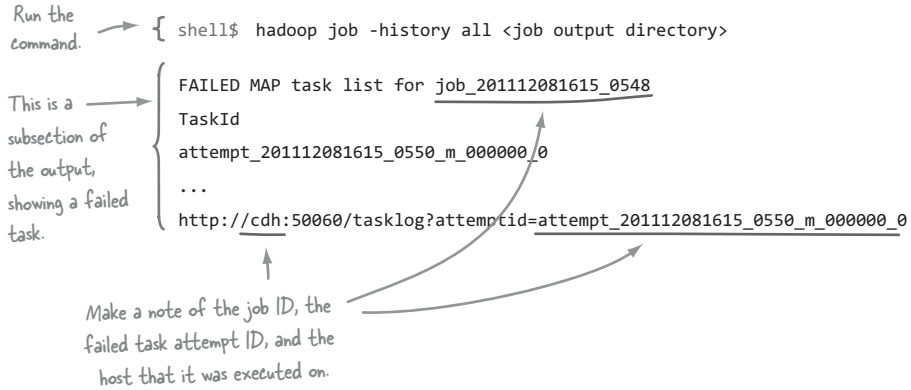 Run the
command.
shell$ hadoop job -history all <job output directory>
This is a
subsection of
the output,
showing a failed
task.
FAILED MAP task list for job_201112081615_0548
TaskId
attempt_201112081615_0550_m_000000_0
...
http://cdh:50060/tasklog?attemptid=attempt_201112081615_0550_m_000000_0
Make a note of the job ID, the
failed task attempt ID, and the
host that it was executed on.